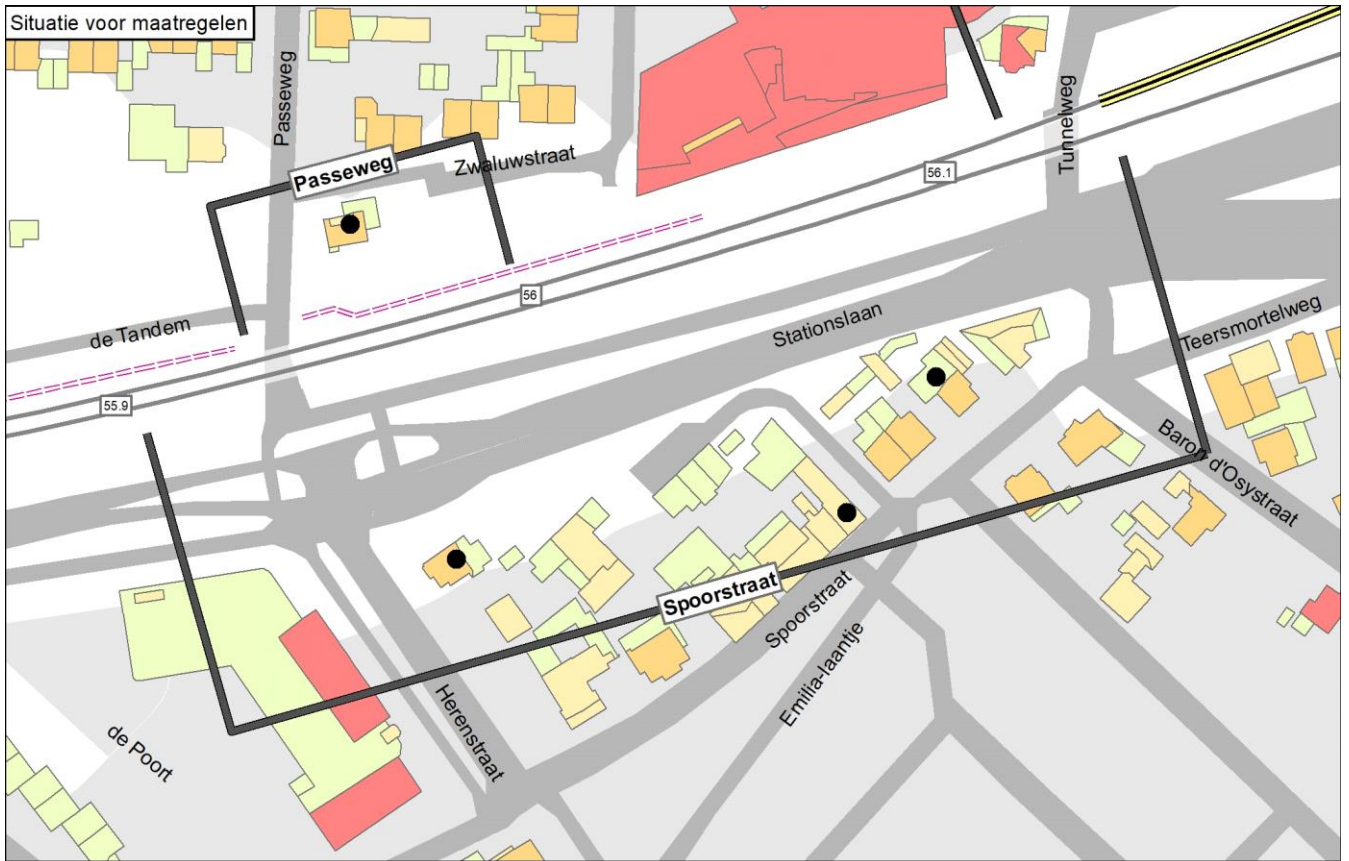 Situatie voor maatregelen
Passeweg
Tunnelweg
Passeweg
Zwaluwstraat
56.1
56
de Tandem
Stationslaan
Teersmortelweg
55.9
Baron d'Osystraat
Spoorstraat
Spoorstraat
Emilia-laantje
Herenstraat
de Poort